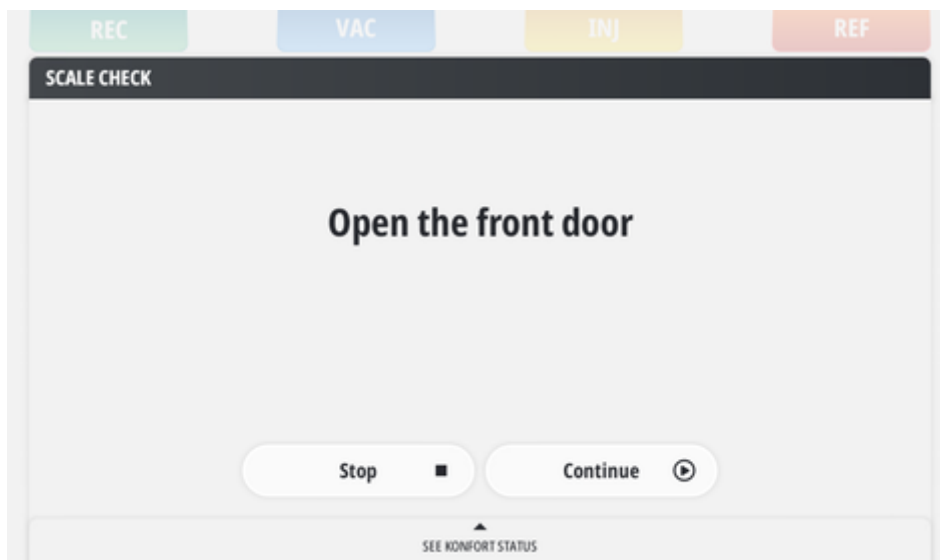 REC VAC INJ REF
SCALE CHECK
Open the front door
Stop Continue
SEE KONFORT STATUS